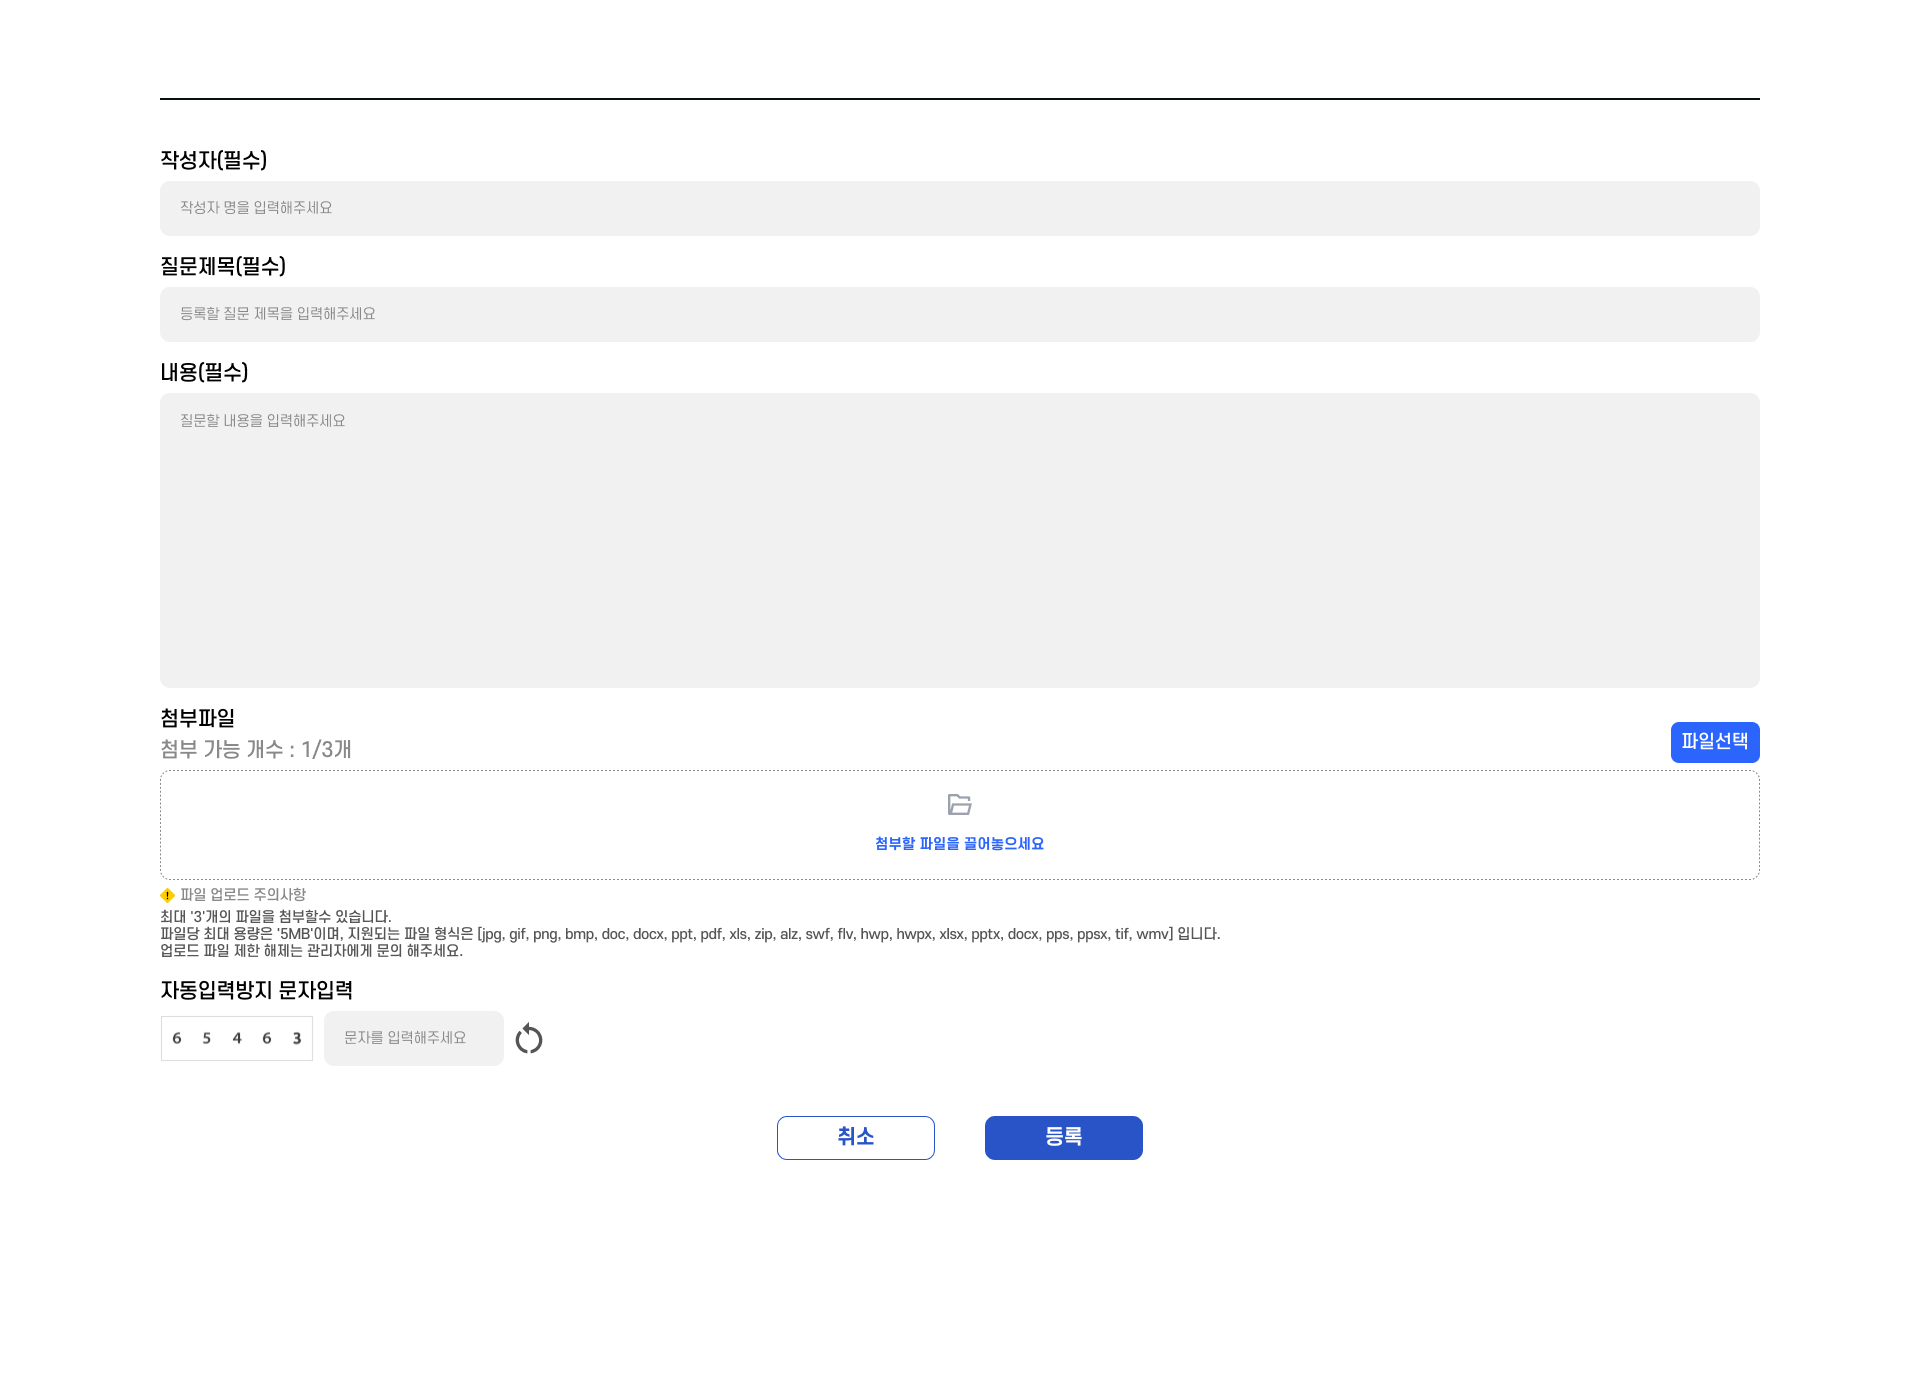 작성자(필수)
작성자 명을 입력해주세요
질문제목(필수)
등록할 질문 제목을 입력해주세요
내용(필수)
질문할 내용을 입력해주세요
첨부파일
첨부 가능 개수 : 1/3개
파일선택
첨부할 파일을 끌어놓으세요
파일 업로드 주의사항
최대 '3'개의 파일을 첨부할수 있습니다.
파일당 최대 용량은 '5MB'이며, 지원되는 파일 형식은 [jpg, gif, png, bmp, doc, docx, ppt, pdf, xls, zip, alz, swf, flv, hwp, hwpx, xlsx, pptx, docx, pps, ppsx, tif, wmv] 입니다.
업로드 파일 제한 해제는 관리자에게 문의 해주세요.
자동입력방지 문자입력
6 5 4 6 3
문자를 입력해주세요
취소
등록